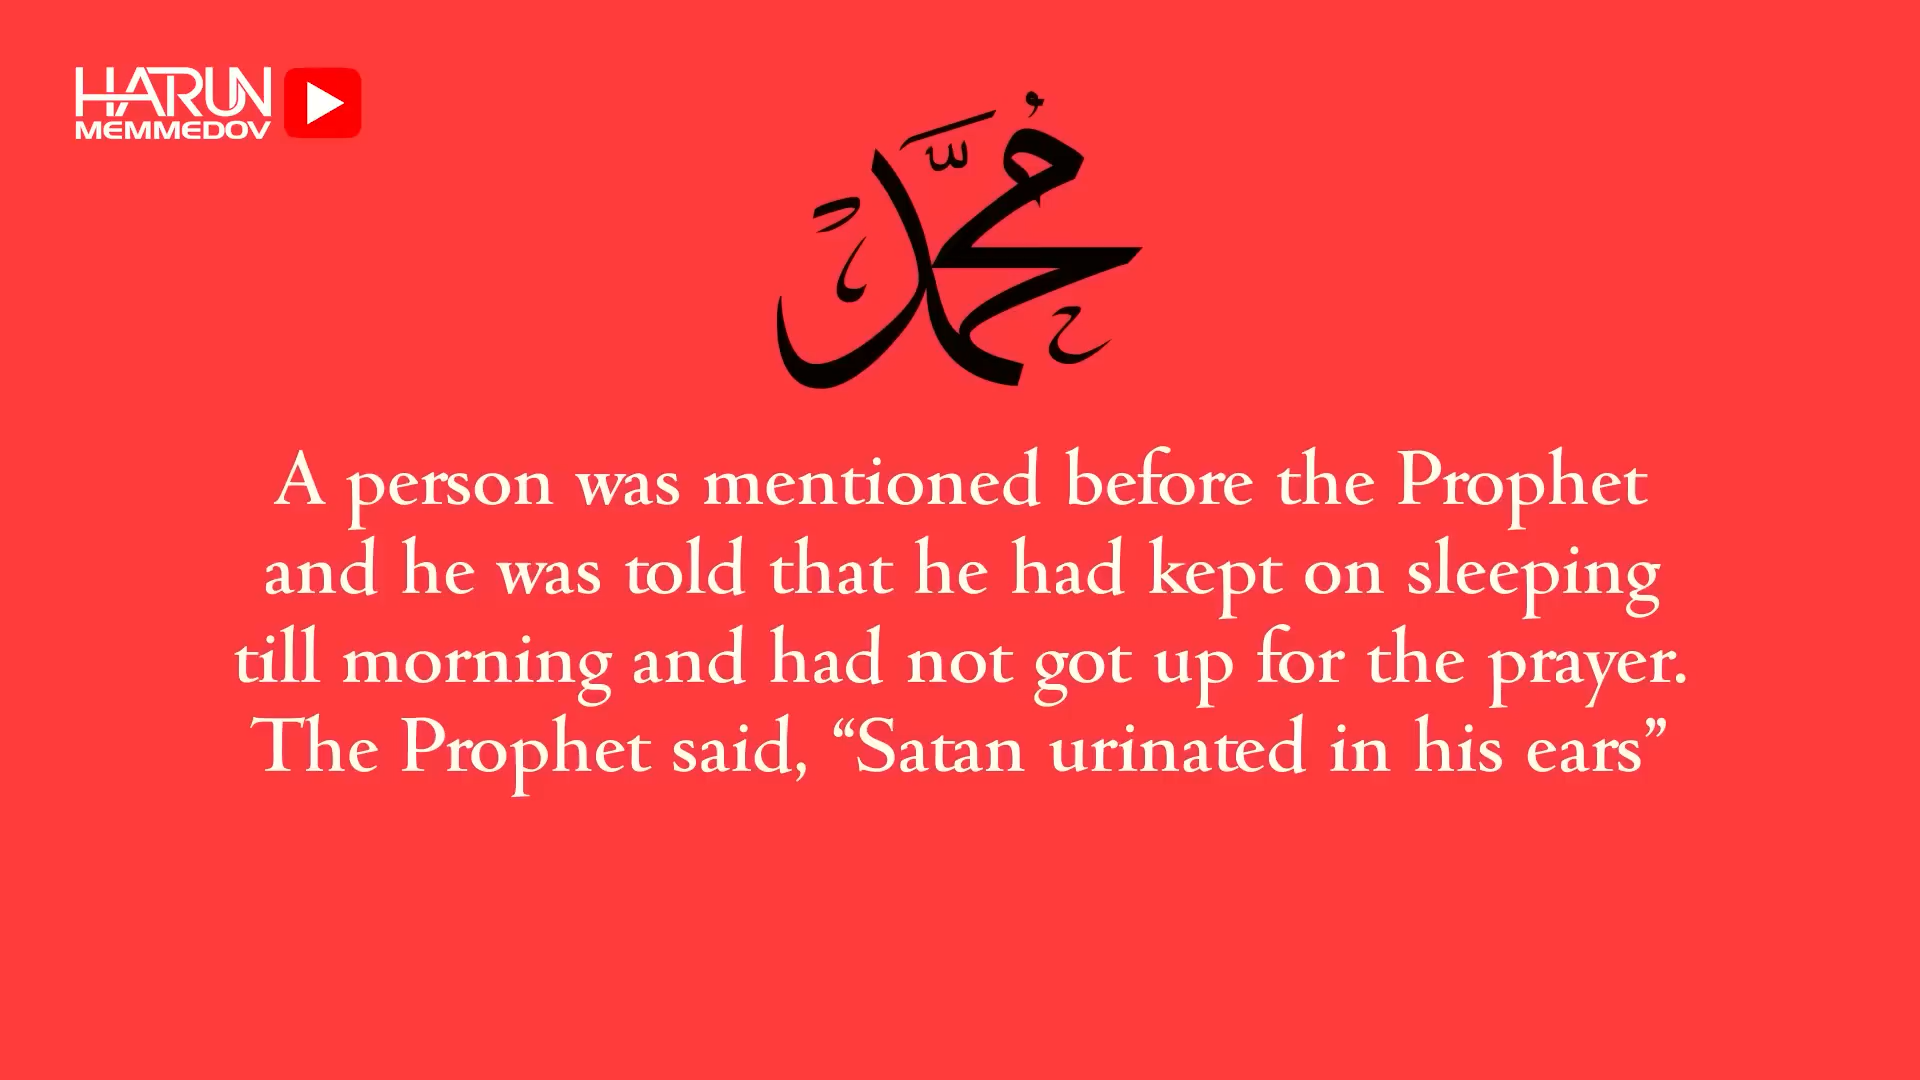 HARUN
MEMMEDOV
مُحَمَّد
A person was mentioned before the Prophet
and he was told that he had kept on sleeping
till morning and had not got up for the prayer.
The Prophet said, “Satan urinated in his ears”